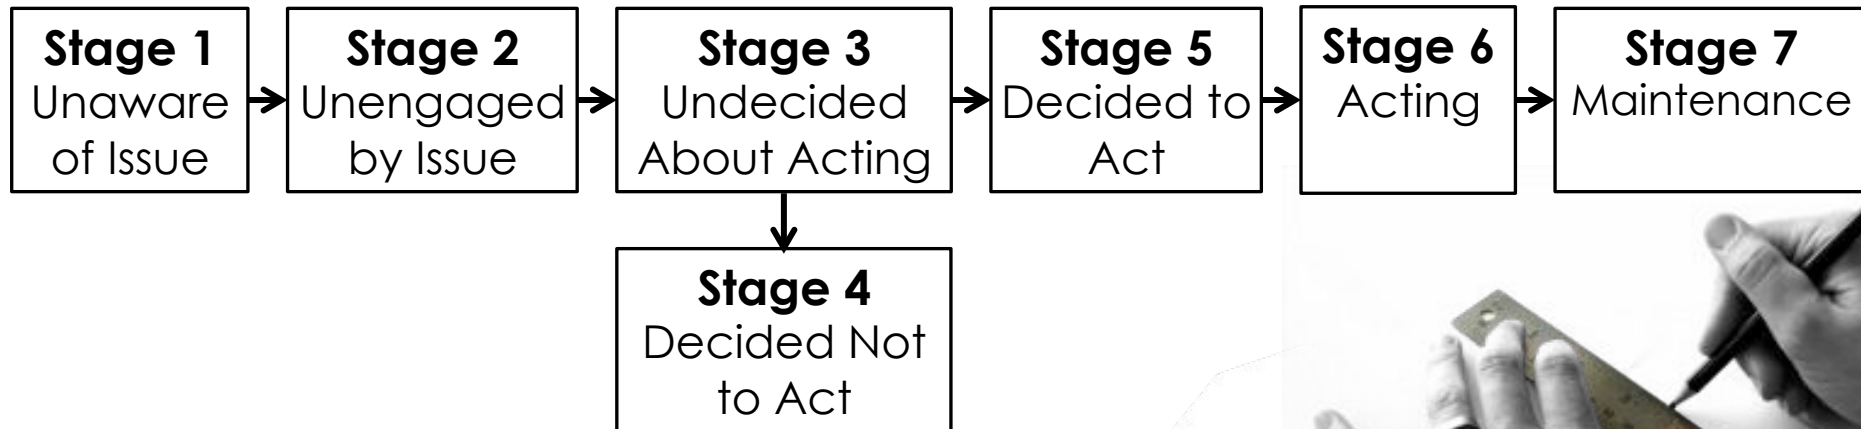 Stage 1
Unaware
of Issue
Stage 2
Unengaged
by Issue
Stage 3
Undecided
About Acting
Stage 4
Decided Not
to Act
Stage 5
Decided to
Act
Stage 6
Acting
Stage 7
Maintenance